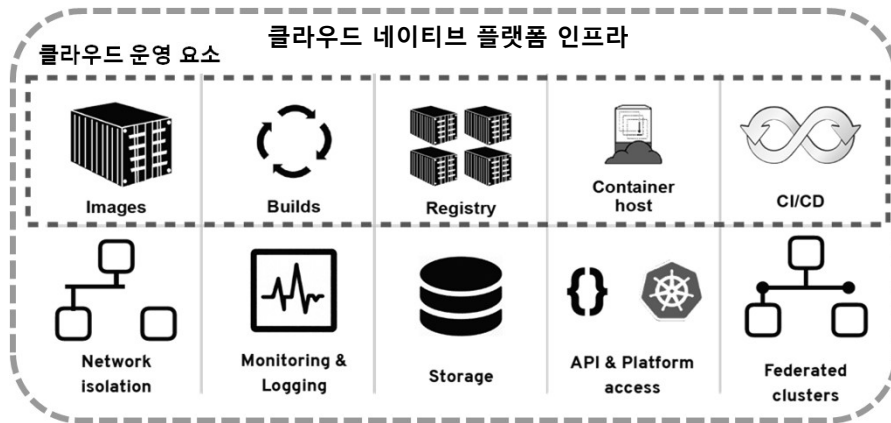 클라우드 네이티브 플랫폼 인프라
클라우드 운영 요소
Images
Builds
Registry
Container
host
CI/CD
Network
isolation
Monitoring &
Logging
Storage
{}
API & Platform
access
Federated
clusters